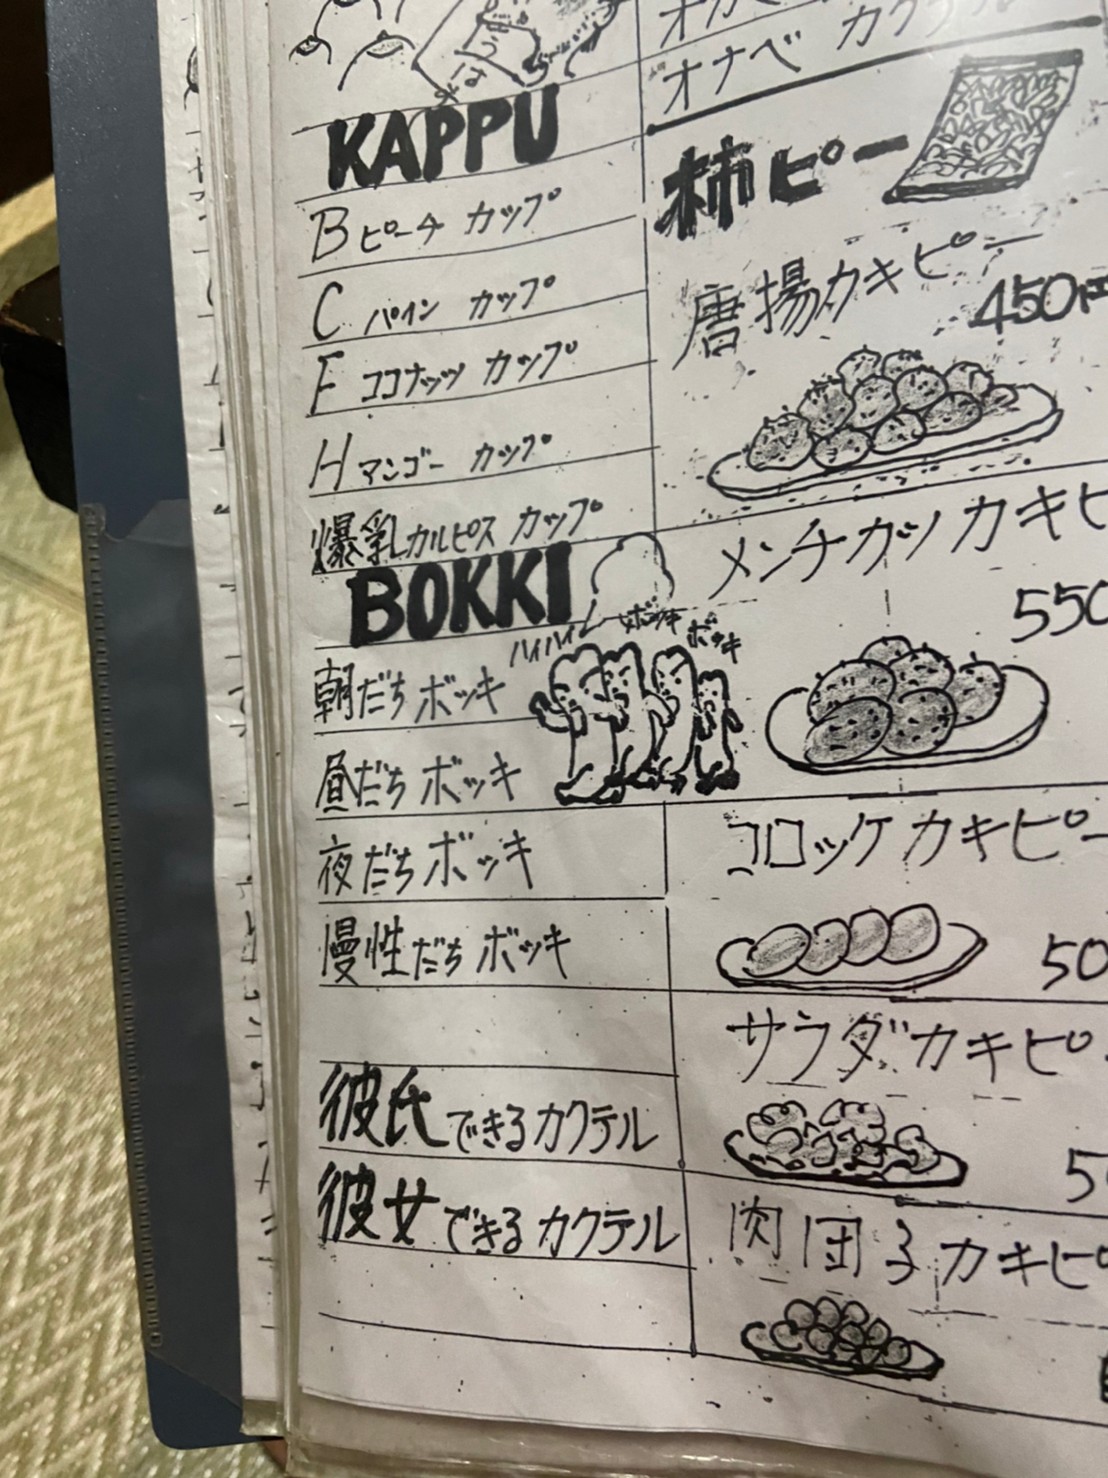 オナベ カクテル
KAPPU
B ピーチ カップ
C パイン カップ
F ココナッツ カップ
H マンゴー カップ
爆乳カルピス カップ
BOKKI
ハイハイ
ボッキ
ボッキ
朝だち ボッキ
昼だち ボッキ
夜だち ボッキ
慢性だち ボッキ
彼氏できるカクテル
彼女できるカクテル
柿ピー
唐揚カキピー
450円
メンチカツカキピ
550
コロッケカキピー
50
サラダカキピー
5
肉団子カキピ